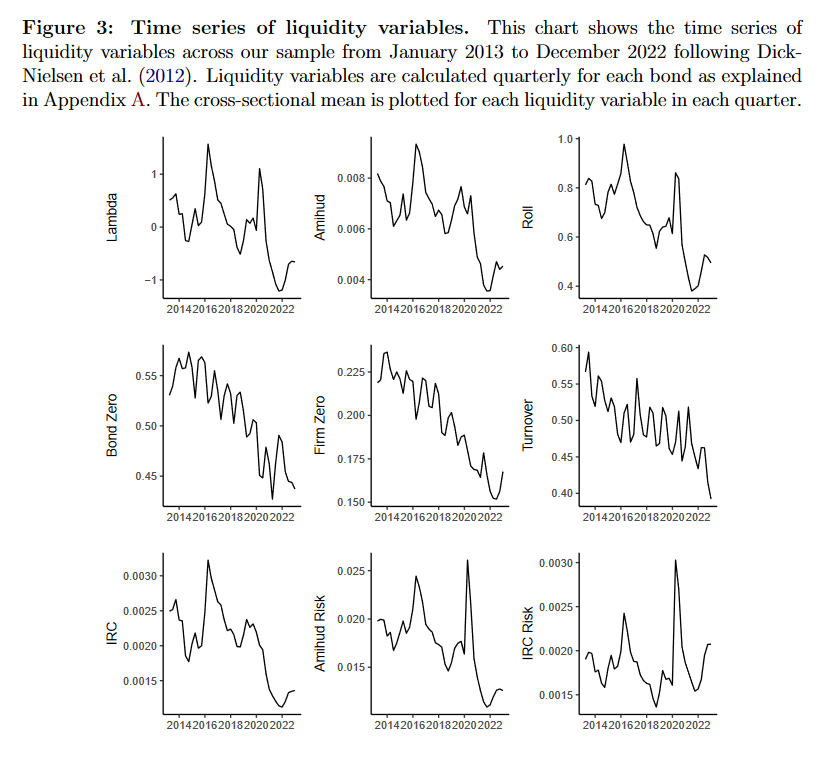 Figure 3: Time series of liquidity variables. This chart shows the time series of
liquidity variables across our sample from January 2013 to December 2022 following Dick-
Nielsen et al. (2012). Liquidity variables are calculated quarterly for each bond as explained
in Appendix A. The cross-sectional mean is plotted for each liquidity variable in each quarter.
Lambda
1
0
−1
2014 2016 2018 2020 2022
Amihud
0.008
0.006
0.004
2014 2016 2018 2020 2022
Roll
1.0
0.8
0.6
0.4
2014 2016 2018 2020 2022
Bond Zero
0.55
0.50
0.45
2014 2016 2018 2020 2022
Firm Zero
0.225
0.200
0.175
0.150
2014 2016 2018 2020 2022
Turnover
0.60
0.55
0.50
0.45
0.40
2014 2016 2018 2020 2022
IRC
0.0030
0.0025
0.0020
0.0015
2014 2016 2018 2020 2022
Amihud Risk
0.025
0.020
0.015
2014 2016 2018 2020 2022
IRC Risk
0.0030
0.0025
0.0020
0.0015
2014 2016 2018 2020 2022